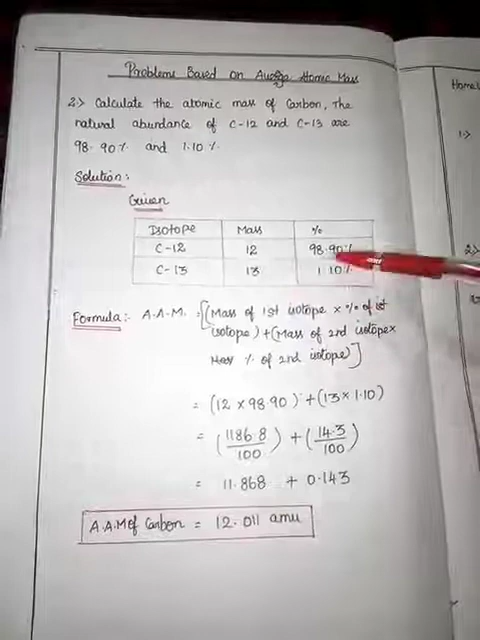 Problems Based on Average Atomic Mass
2.> Calculate the atomic mass of Carbon, The
natural abundance of C-12 and C-13 are
98.90% and 1.10%.
Solution:
Given
Isotope Mass %
C-12 12 98.90%
C-13 13 1.10%
Formula:- A.A.M. = [(Mass of 1st isotope x % of 1st
isotope) + (Mass of 2nd isotope x
% of 2nd isotope)]
= (12 x 98.90) + (13 x 1.10)
= (1186.8/100) + (14.3/100)
= 11.868 + 0.143
A.A.M of Carbon = 12.011 amu
1.>
2.>